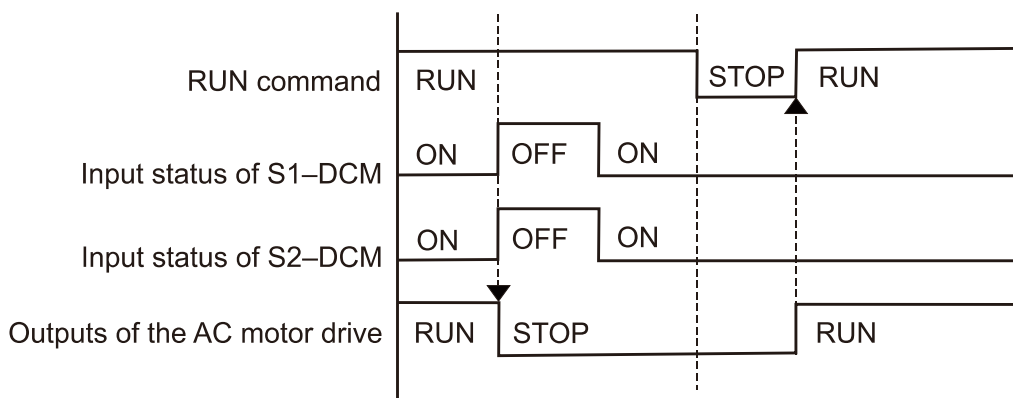 RUN command RUN STOP RUN
Input status of S1–DCM ON OFF ON
Input status of S2–DCM ON OFF ON
Outputs of the AC motor drive RUN STOP RUN